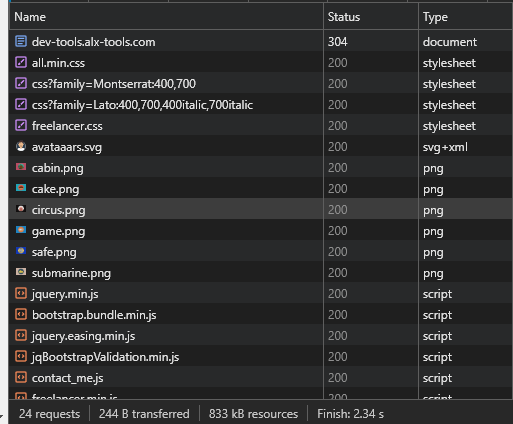 Name Status Type
dev-tools.alx-tools.com 304 document
all.min.css 200 stylesheet
css?family=Montserrat:400,700 200 stylesheet
css?family=Lato:400,700,400italic,700italic 200 stylesheet
freelancer.css 200 stylesheet
avataaars.svg 200 svg+xml
cabin.png 200 png
cake.png 200 png
circus.png 200 png
game.png 200 png
safe.png 200 png
submarine.png 200 png
jquery.min.js 200 script
bootstrap.bundle.min.js 200 script
jquery.easing.min.js 200 script
jqBootstrapValidation.min.js 200 script
contact_me.js 200 script
freelancer.min.js 200 script
24 requests 244 B transferred 833 kB resources Finish: 2.34 s